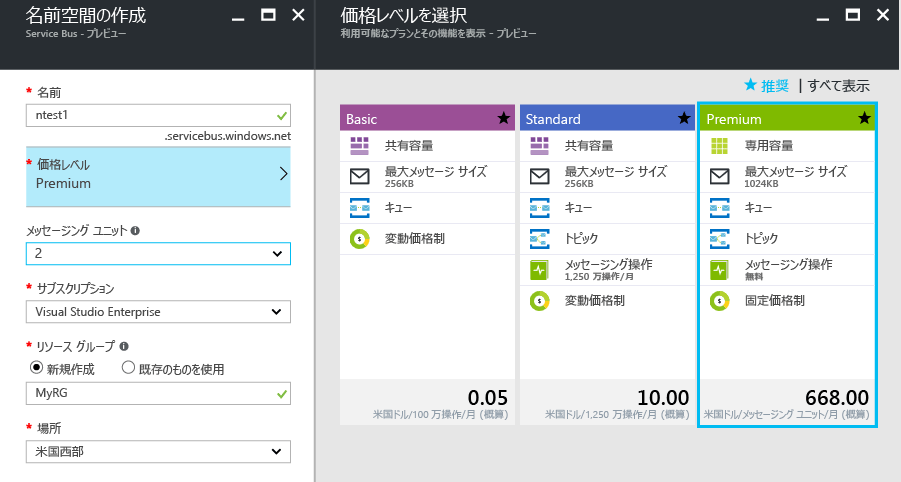 名前空間の作成
Service Bus - プレビュー
* 名前
ntest1
.servicebus.windows.net
* 価格レベル
Premium
メッセージング ユニット
2
* サブスクリプション
Visual Studio Enterprise
* リソース グループ
新規作成 既存のものを使用
MyRG
* 場所
米国西部
価格レベルを選択
利用可能なプランとその機能を表示 - プレビュー
★ 推奨 | すべて表示
Basic
共有容量
最大メッセージ サイズ
256KB
キュー
変動価格制
0.05
米国ドル/100 万操作/月 (概算)
Standard
共有容量
最大メッセージ サイズ
256KB
キュー
トピック
メッセージング操作
1,250 万操作/月
変動価格制
10.00
米国ドル/1,250 万操作/月 (概算)
Premium
専用容量
最大メッセージ サイズ
1024KB
キュー
トピック
メッセージング操作
無料
固定価格制
668.00
米国ドル/メッセージング ユニット/月 (概算)